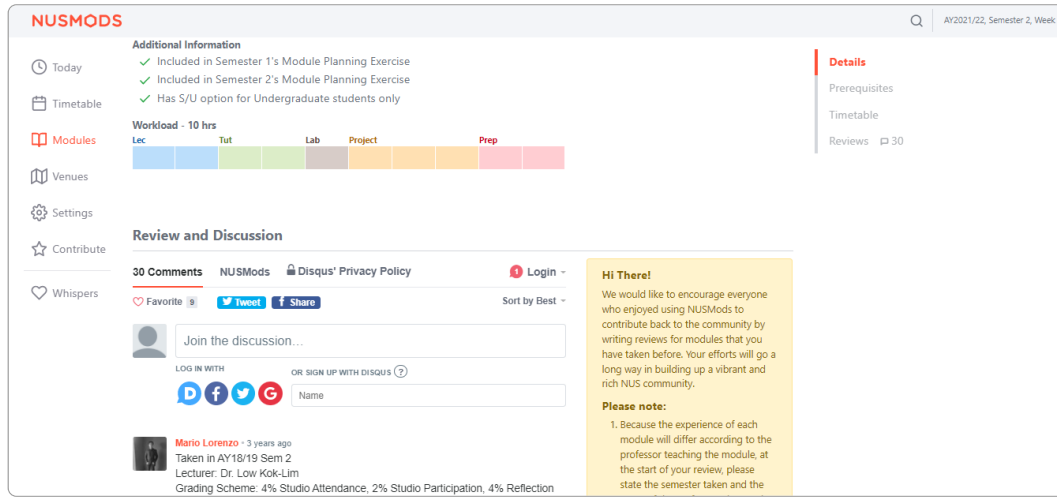 NUSMODS
AY2021/22, Semester 2, Week
Today
Timetable
Modules
Venues
Settings
Contribute
Whispers
Additional Information
Included in Semester 1's Module Planning Exercise
Included in Semester 2's Module Planning Exercise
Has S/U option for Undergraduate students only
Workload - 10 hrs
Lec Tut Lab Project Prep
Review and Discussion
30 Comments NUSMods Disqus' Privacy Policy 1 Login
Favorite 9 Tweet f Share Sort by Best
Join the discussion…
LOG IN WITH OR SIGN UP WITH DISQUS ?
D f G
Name
Mario Lorenzo • 3 years ago
Taken in AY18/19 Sem 2
Lecturer: Dr. Low Kok-Lim
Grading Scheme: 4% Studio Attendance, 2% Studio Participation, 4% Reflection
Hi There!
We would like to encourage everyone
who enjoyed using NUSMods to
contribute back to the community by
writing reviews for modules that you
have taken before. Your efforts will go a
long way in building up a vibrant and
rich NUS community.
Please note:
1. Because the experience of each
module will differ according to the
professor teaching the module, at
the start of your review, please
state the semester taken and the
Details
Prerequisites
Timetable
Reviews 30